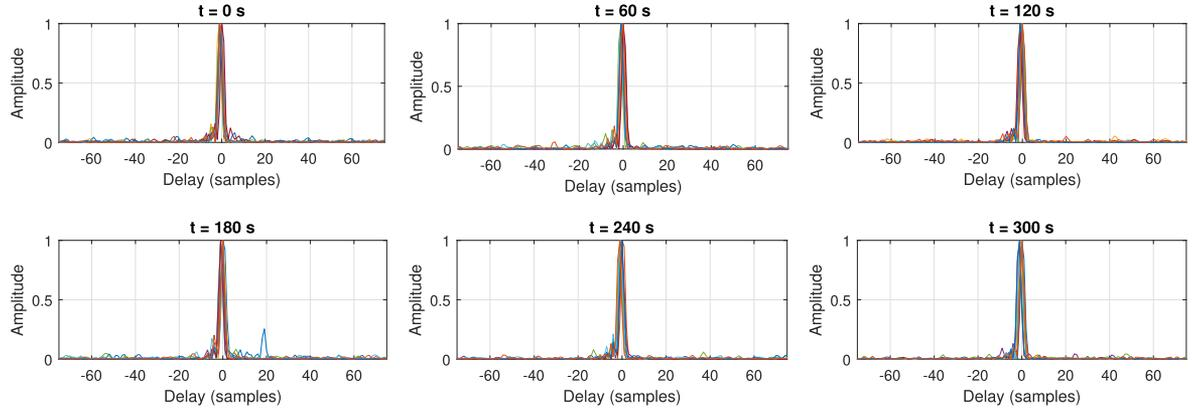 t = 0 s
t = 60 s
t = 120 s
1
0.5
0
Amplitude
-60 -40 -20 0 20 40 60
Delay (samples)
1
0.5
0
Amplitude
-60 -40 -20 0 20 40 60
Delay (samples)
1
0.5
0
Amplitude
-60 -40 -20 0 20 40 60
Delay (samples)
t = 180 s
t = 240 s
t = 300 s
1
0.5
0
Amplitude
-60 -40 -20 0 20 40 60
Delay (samples)
1
0.5
0
Amplitude
-60 -40 -20 0 20 40 60
Delay (samples)
1
0.5
0
Amplitude
-60 -40 -20 0 20 40 60
Delay (samples)